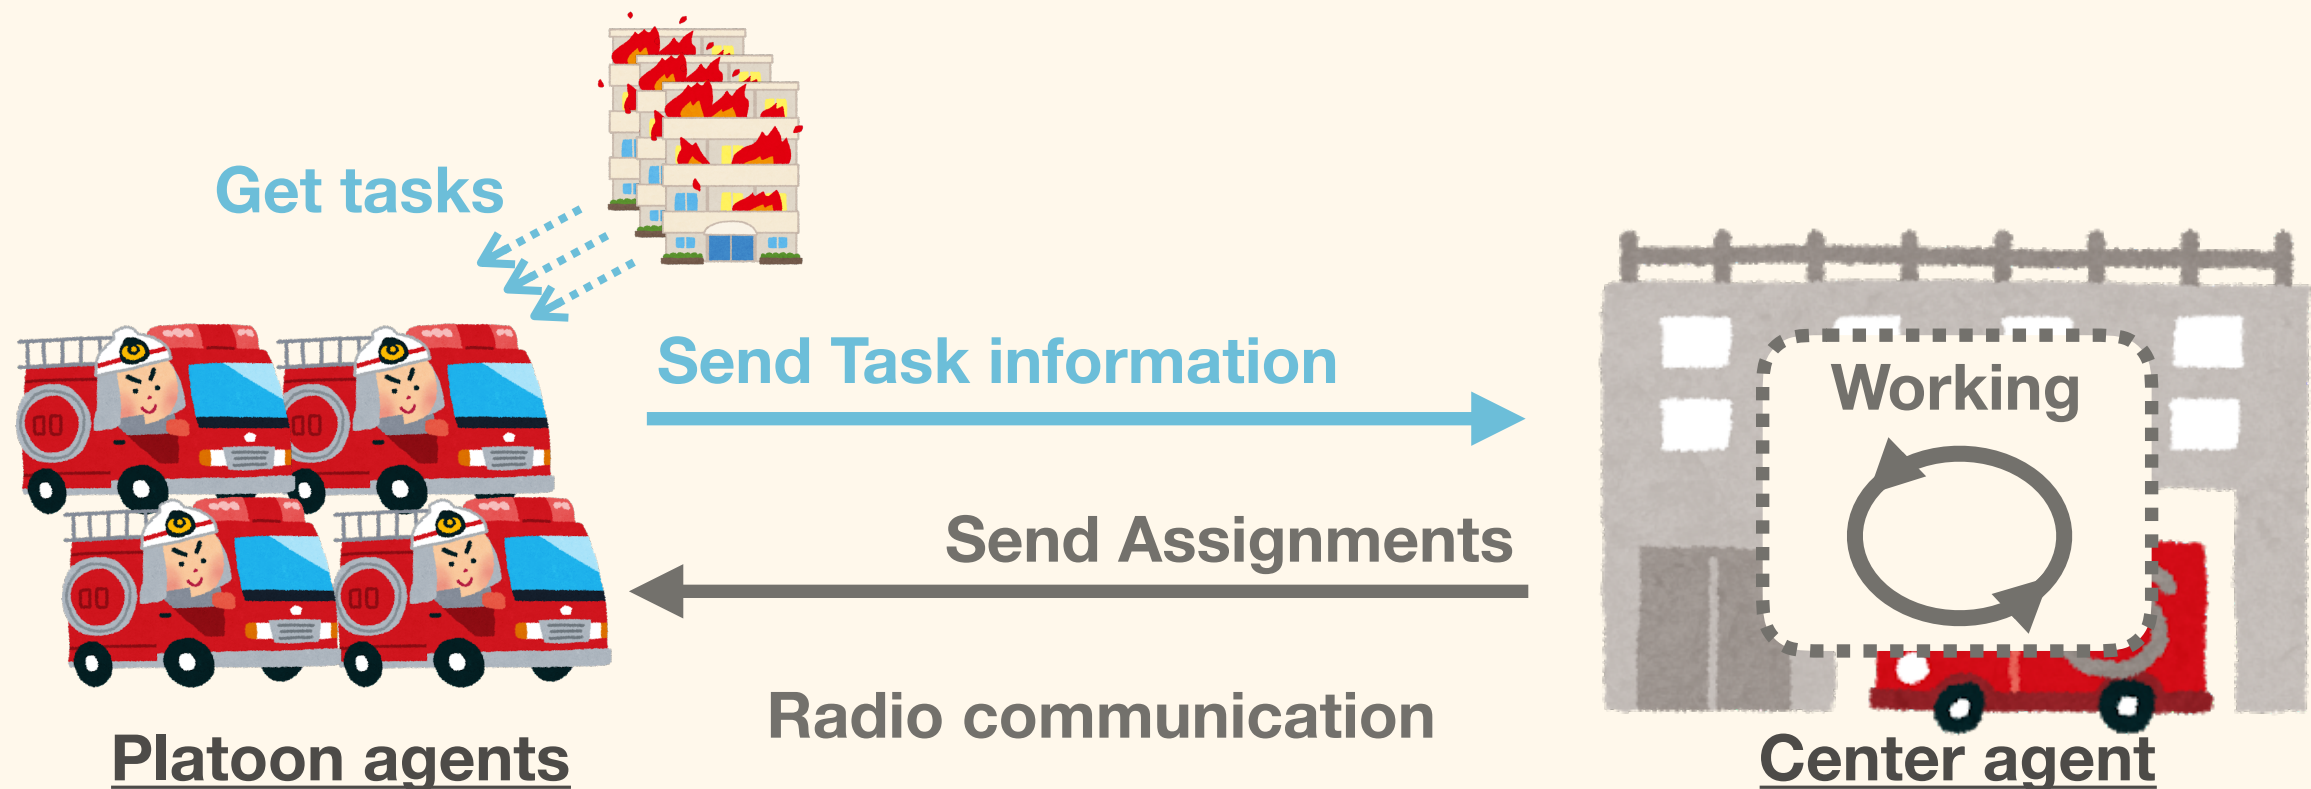 Get tasks
Send Task information
Working
Send Assignments
Radio communication
Platoon agents
Center agent